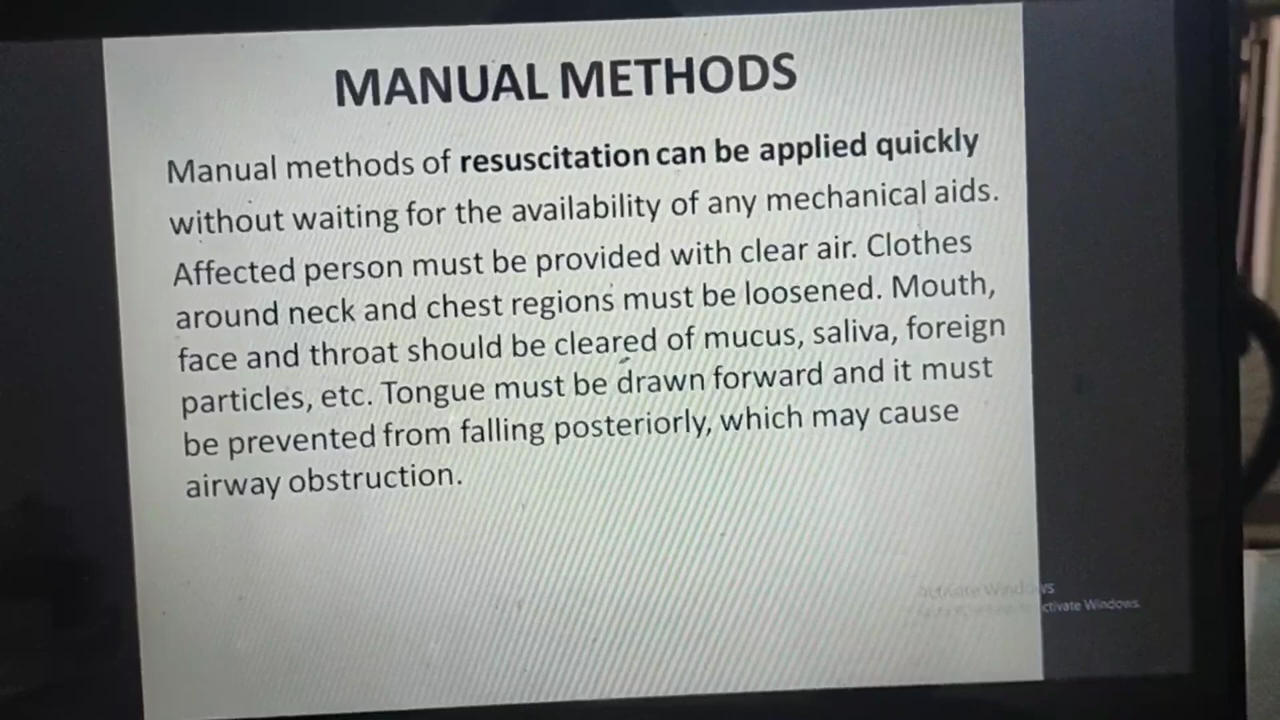 MANUAL METHODS
Manual methods of resuscitation can be applied quickly
without waiting for the availability of any mechanical aids.
Affected person must be provided with clear air. Clothes
around neck and chest regions must be loosened. Mouth,
face and throat should be cleared of mucus, saliva, foreign
particles, etc. Tongue must be drawn forward and it must
be prevented from falling posteriorly, which may cause
airway obstruction.
Activate Windows
activate Windows.